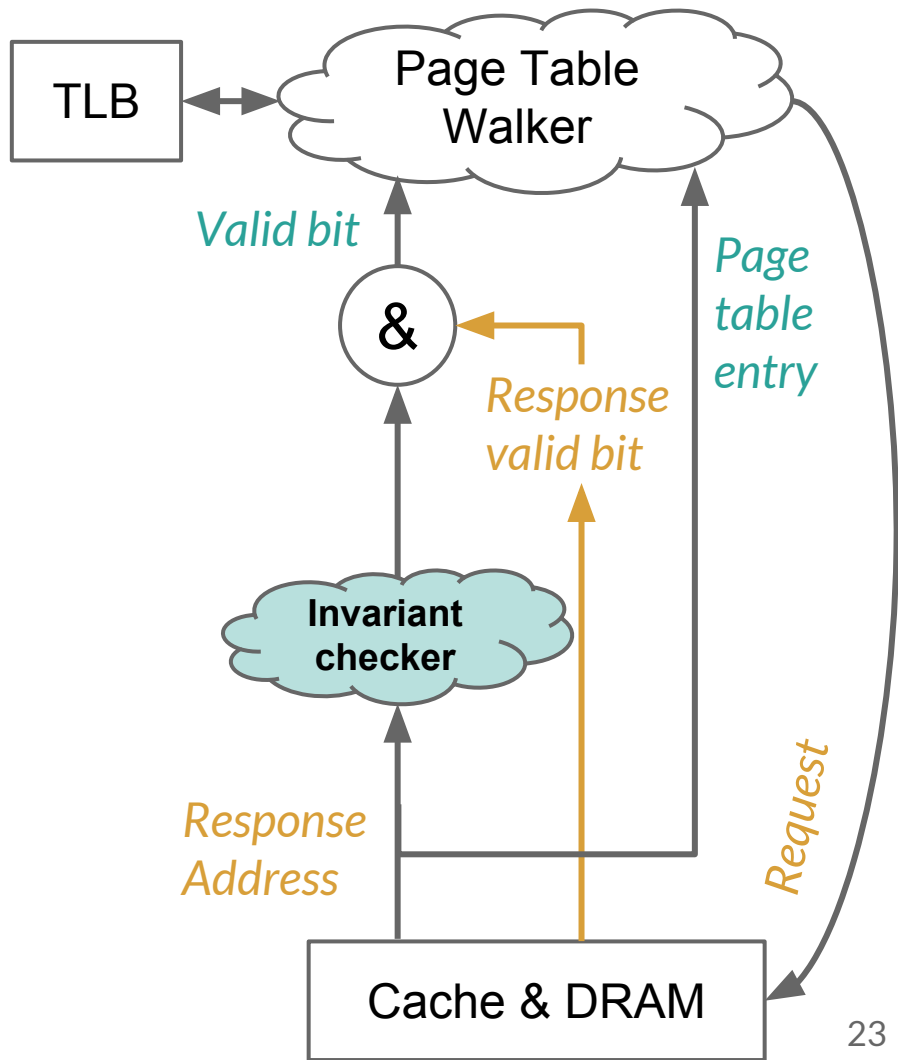 TLB
Page Table
Walker
Valid bit
Page
table
entry
&
Response
valid bit
Invariant
checker
Response
Address
Request
Cache & DRAM
23